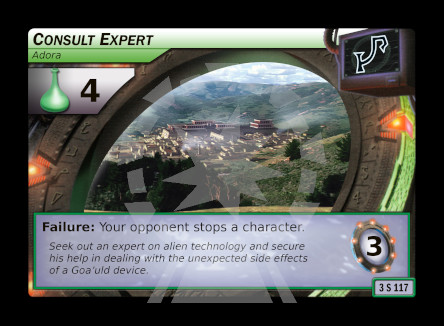 CONSULT EXPERT
Adora
4
Failure: Your opponent stops a character.
Seek out an expert on alien technology and secure
his help in dealing with the unexpected side effects
of a Goa'uld device.
3
3 S 117